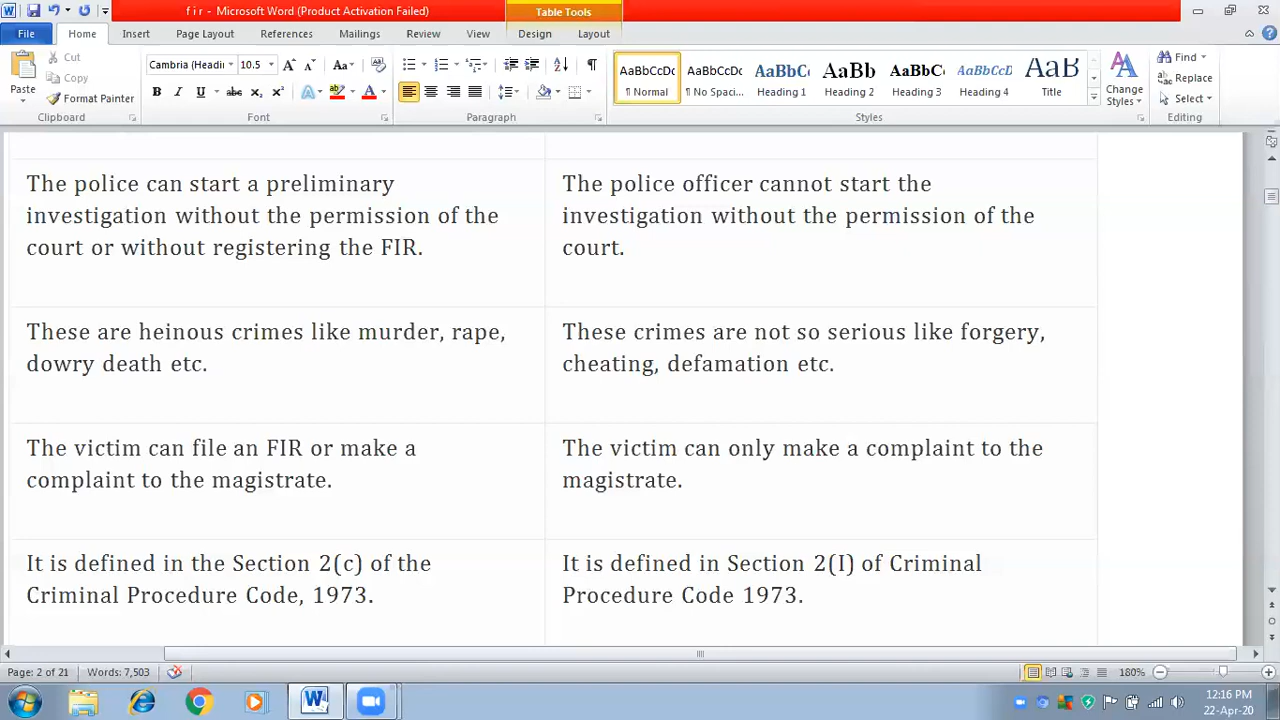 f i r - Microsoft Word (Product Activation Failed)
Table Tools
File Home Insert Page Layout References Mailings Review View Design Layout
Paste
Cut
Copy
Format Painter
Clipboard
Cambria (Headi 10.5
Font
Paragraph
AaBbCcDc AaBbCcDc AaBbC AaBb AaBbC AaBbCcD AaB
¶ Normal ¶ No Spaci... Heading 1 Heading 2 Heading 3 Heading 4 Title
Change
Styles
Styles
Find
Replace
Select
Editing
The police can start a preliminary
investigation without the permission of the
court or without registering the FIR.
The police officer cannot start the
investigation without the permission of the
court.
These are heinous crimes like murder, rape,
dowry death etc.
These crimes are not so serious like forgery,
cheating, defamation etc.
The victim can file an FIR or make a
complaint to the magistrate.
The victim can only make a complaint to the
magistrate.
It is defined in the Section 2(c) of the
Criminal Procedure Code, 1973.
It is defined in Section 2(I) of Criminal
Procedure Code 1973.
Page: 2 of 21 Words: 7,503 180%
12:16 PM
22-Apr-20